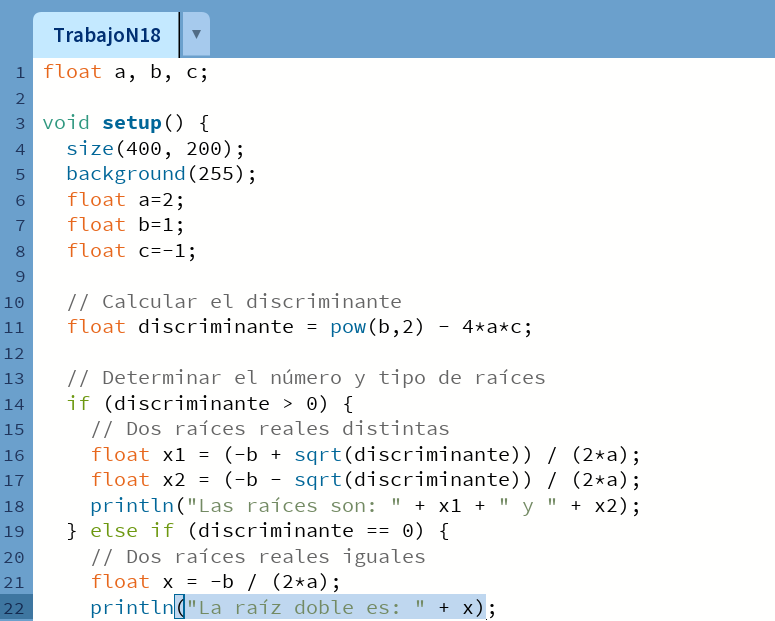 TrabajoN18 ▼
1 float a, b, c;
2
3 void setup() {
4   size(400, 200);
5   background(255);
6   float a=2;
7   float b=1;
8   float c=-1;
9
10   // Calcular el discriminante
11   float discriminante = pow(b,2) - 4*a*c;
12
13   // Determinar el número y tipo de raíces
14   if (discriminante > 0) {
15     // Dos raíces reales distintas
16     float x1 = (-b + sqrt(discriminante)) / (2*a);
17     float x2 = (-b - sqrt(discriminante)) / (2*a);
18     println("Las raíces son: " + x1 + " y " + x2);
19   } else if (discriminante == 0) {
20     // Dos raíces reales iguales
21     float x = -b / (2*a);
22     println("La raíz doble es: " + x);